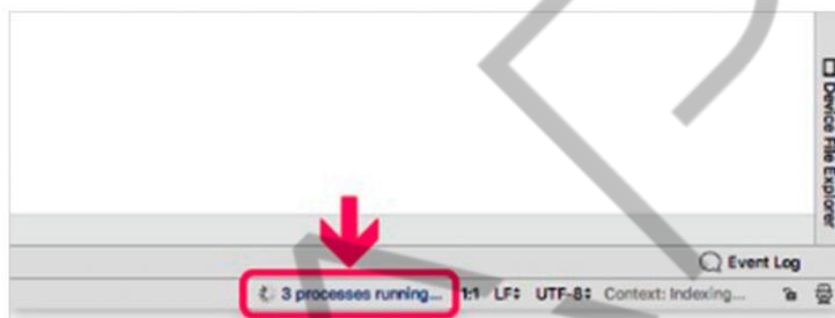 Device File Explorer
Event Log
3 processes running... 1:1 LF UTF-8 Context: Indexing...